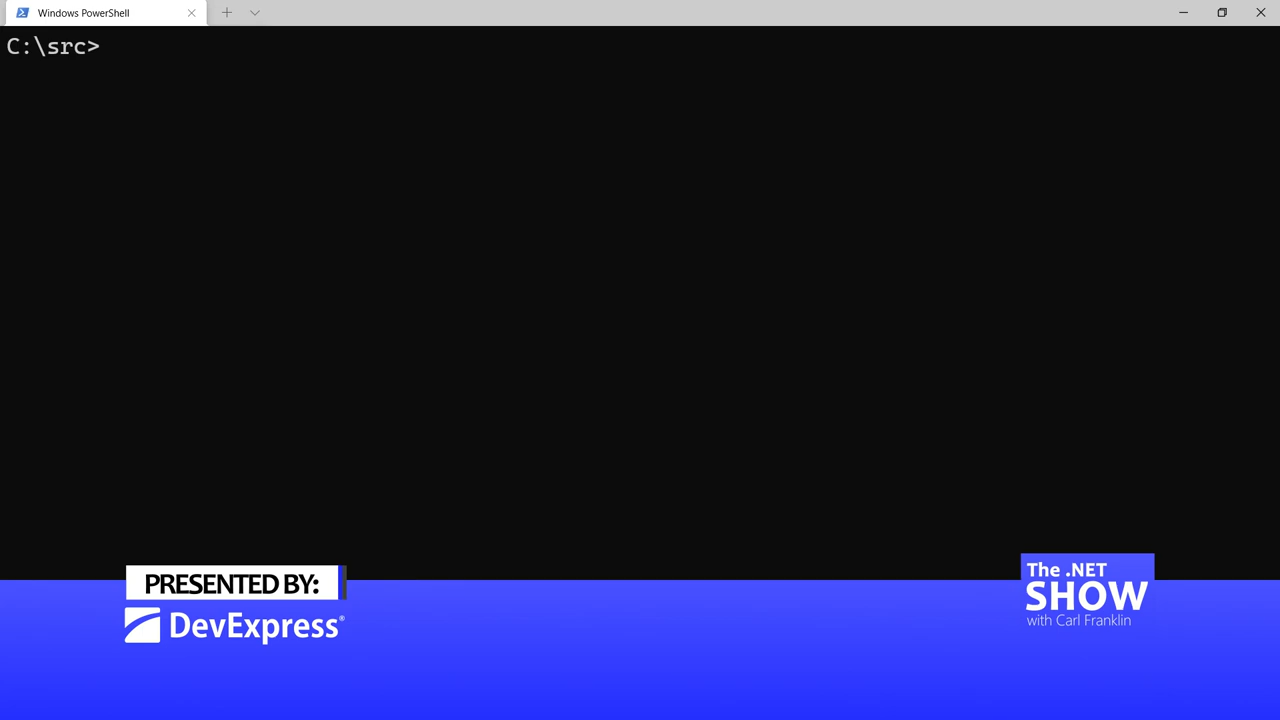 Windows PowerShell
C:\src>
PRESENTED BY:
DevExpress®
The .NET
SHOW
with Carl Franklin